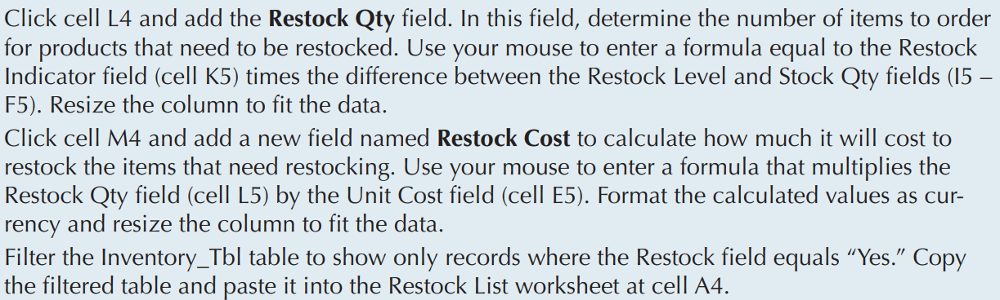 Click cell L4 and add the Restock Qty field. In this field, determine the number of items to order
for products that need to be restocked. Use your mouse to enter a formula equal to the Restock
Indicator field (cell K5) times the difference between the Restock Level and Stock Qty fields (I5 –
F5). Resize the column to fit the data.
Click cell M4 and add a new field named Restock Cost to calculate how much it will cost to
restock the items that need restocking. Use your mouse to enter a formula that multiplies the
Restock Qty field (cell L5) by the Unit Cost field (cell E5). Format the calculated values as cur-
rency and resize the column to fit the data.
Filter the Inventory_Tbl table to show only records where the Restock field equals “Yes.” Copy
the filtered table and paste it into the Restock List worksheet at cell A4.